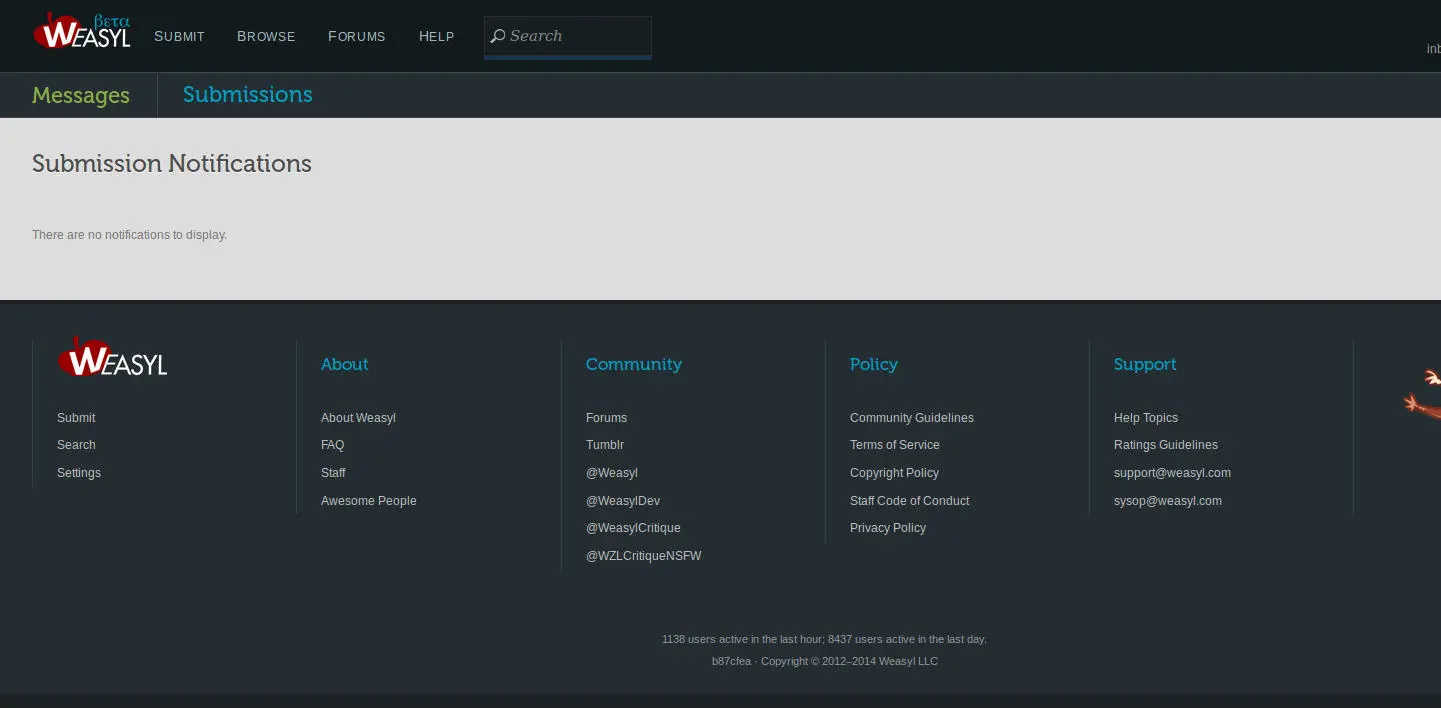 WEASYL βετα
SUBMIT BROWSE FORUMS HELP Search
inb
Messages Submissions
Submission Notifications
There are no notifications to display.
WEASYL
Submit
Search
Settings
About
About Weasyl
FAQ
Staff
Awesome People
Community
Forums
Tumblr
@Weasyl
@WeasylDev
@WeasylCritique
@WZLCritiqueNSFW
Policy
Community Guidelines
Terms of Service
Copyright Policy
Staff Code of Conduct
Privacy Policy
Support
Help Topics
Ratings Guidelines
support@weasyl.com
sysop@weasyl.com
1138 users active in the last hour; 8437 users active in the last day.
b87cfea · Copyright © 2012–2014 Weasyl LLC